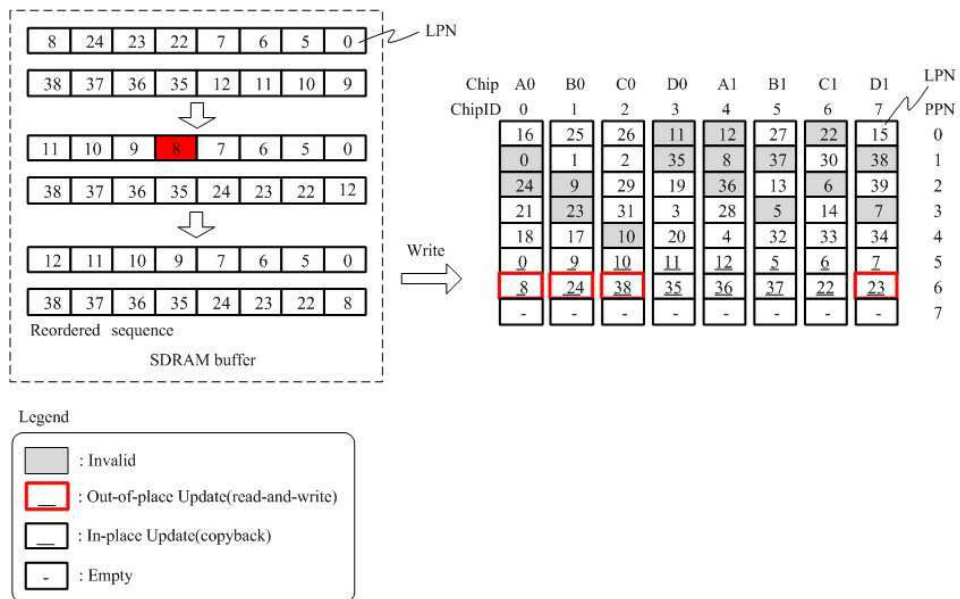 8 24 23 22 7 6 5 0
LPN
38 37 36 35 12 11 10 9
11 10 9 8 7 6 5 0
38 37 36 35 24 23 22 12
12 11 10 9 7 6 5 0
38 37 36 35 24 23 22 8
Reordered sequence
SDRAM buffer
Write
LPN
Chip A0 B0 C0 D0 A1 B1 C1 D1
ChipID 0 1 2 3 4 5 6 7 PPN
16 25 26 11 12 27 22 15 0
0 1 2 35 8 37 30 38 1
24 9 29 19 36 13 6 39 2
21 23 31 3 28 5 14 7 3
18 17 10 20 4 32 33 34 4
0 9 10 11 12 5 6 7 5
8 24 38 35 36 37 22 23 6
- - - - - - - - 7
Legend
: Invalid
: Out-of-place Update(read-and-write)
: In-place Update(copyback)
- : Empty